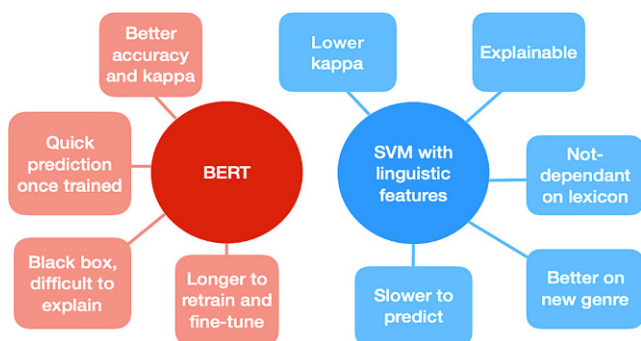 Better
accuracy
and kappa
Quick
prediction
once trained
BERT
Black box,
difficult to
explain
Longer to
retrain and
fine-tune
Lower
kappa
Explainable
SVM with
linguistic
features
Not-
dependant
on lexicon
Slower to
predict
Better on
new genre